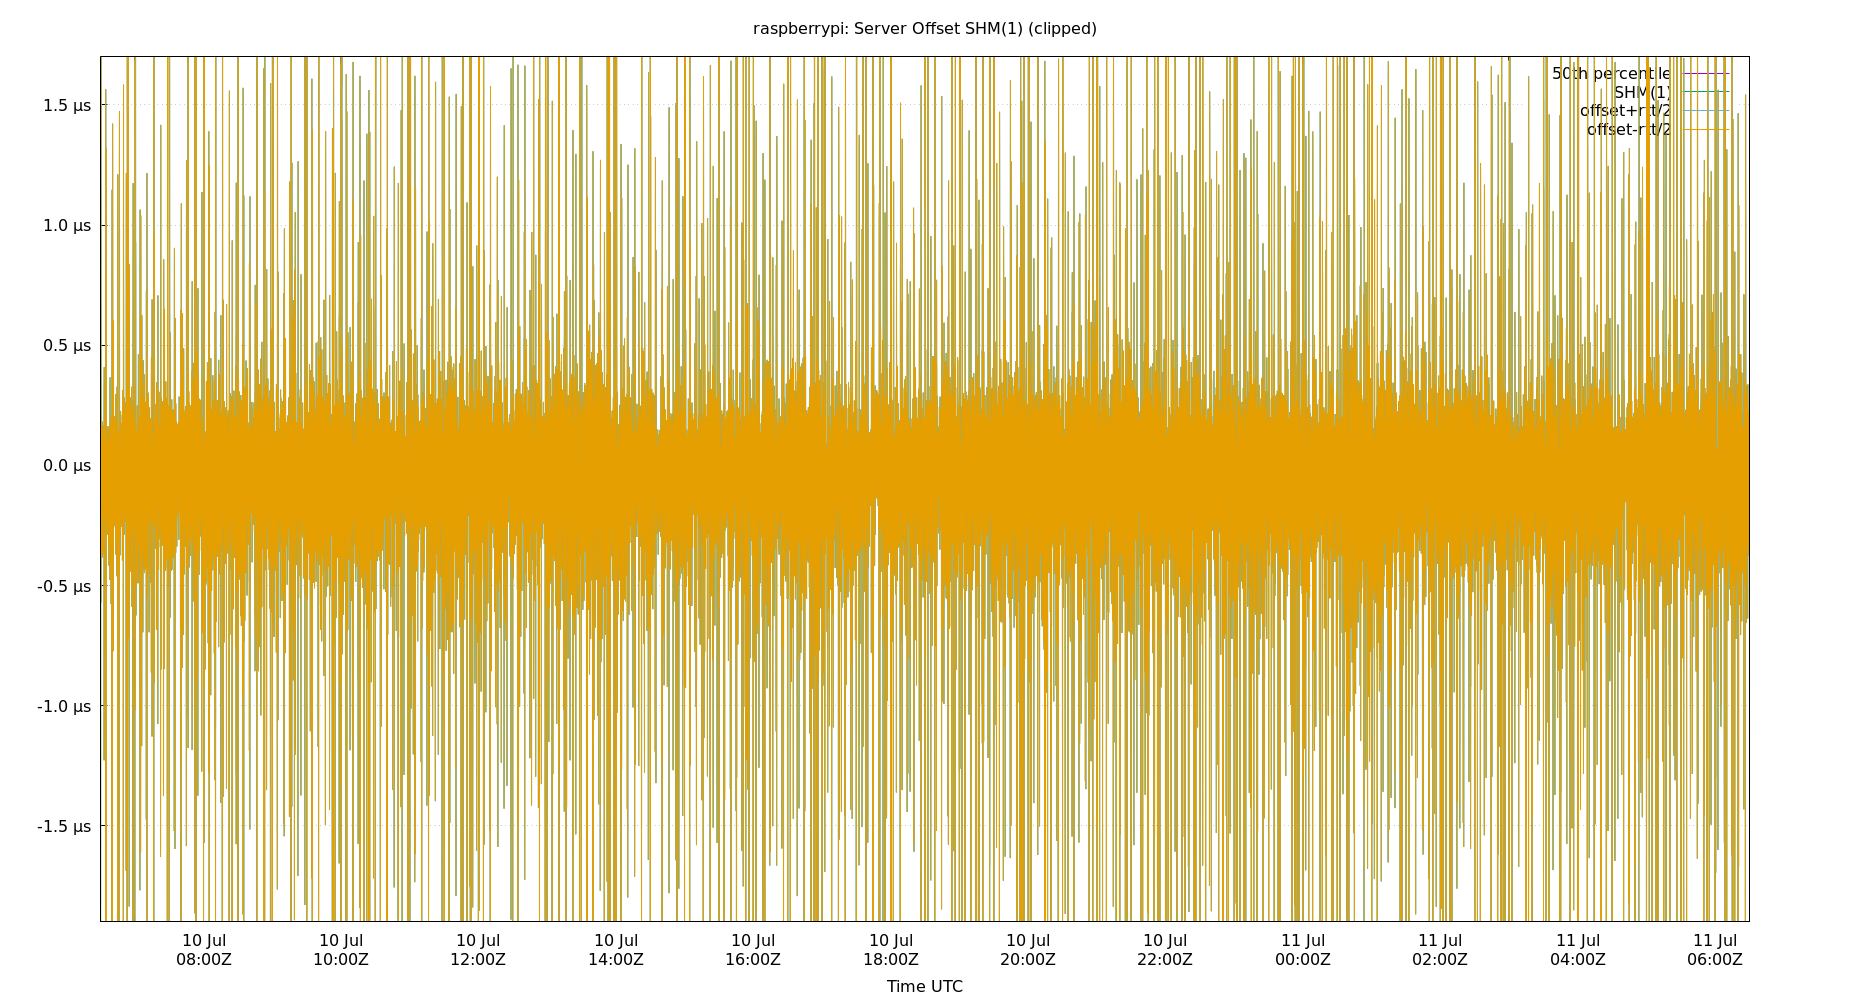 raspberrypi: Server Offset SHM(1) (clipped)
50th percentile
SHM(1)
offset+rtt/2
offset-rtt/2
1.5 µs
1.0 µs
0.5 µs
0.0 µs
-0.5 µs
-1.0 µs
-1.5 µs
10 Jul 10 Jul 10 Jul 10 Jul 10 Jul 10 Jul 10 Jul 10 Jul 11 Jul 11 Jul 11 Jul 11 Jul
08:00Z 10:00Z 12:00Z 14:00Z 16:00Z 18:00Z 20:00Z 22:00Z 00:00Z 02:00Z 04:00Z 06:00Z
Time UTC